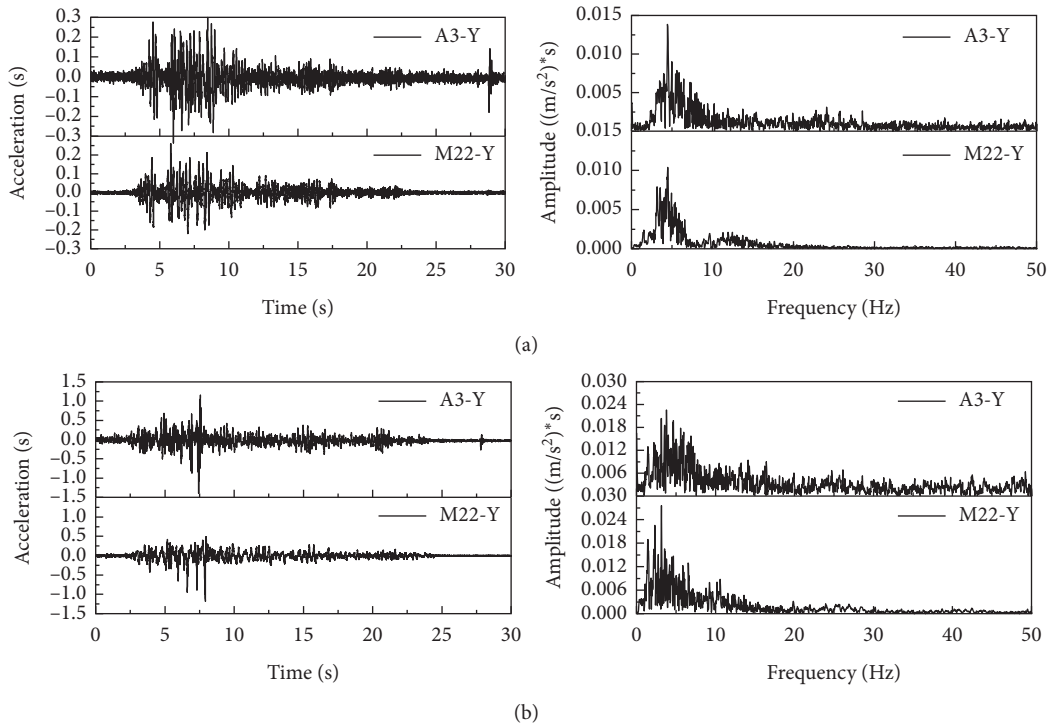 0.3
0.2
0.1
0.0
-0.1
-0.2
-0.3
A3-Y
0.2
0.1
0.0
-0.1
-0.2
-0.3
M22-Y
0 5 10 15 20 25 30
Time (s)
Acceleration (s)
0.015
0.010
0.005
0.015
A3-Y
0.010
0.005
0.000
M22-Y
0 10 20 30 40 50
Frequency (Hz)
Amplitude ((m/s²)*s)
(a)
1.5
1.0
0.5
0.0
-0.5
-1.0
-1.5
A3-Y
1.0
0.5
0.0
-0.5
-1.0
-1.5
M22-Y
0 5 10 15 20 25 30
Time (s)
Acceleration (s)
0.030
0.024
0.018
0.012
0.006
0.030
A3-Y
0.024
0.018
0.012
0.006
0.000
M22-Y
0 10 20 30 40 50
Frequency (Hz)
Amplitude ((m/s²)*s)
(b)